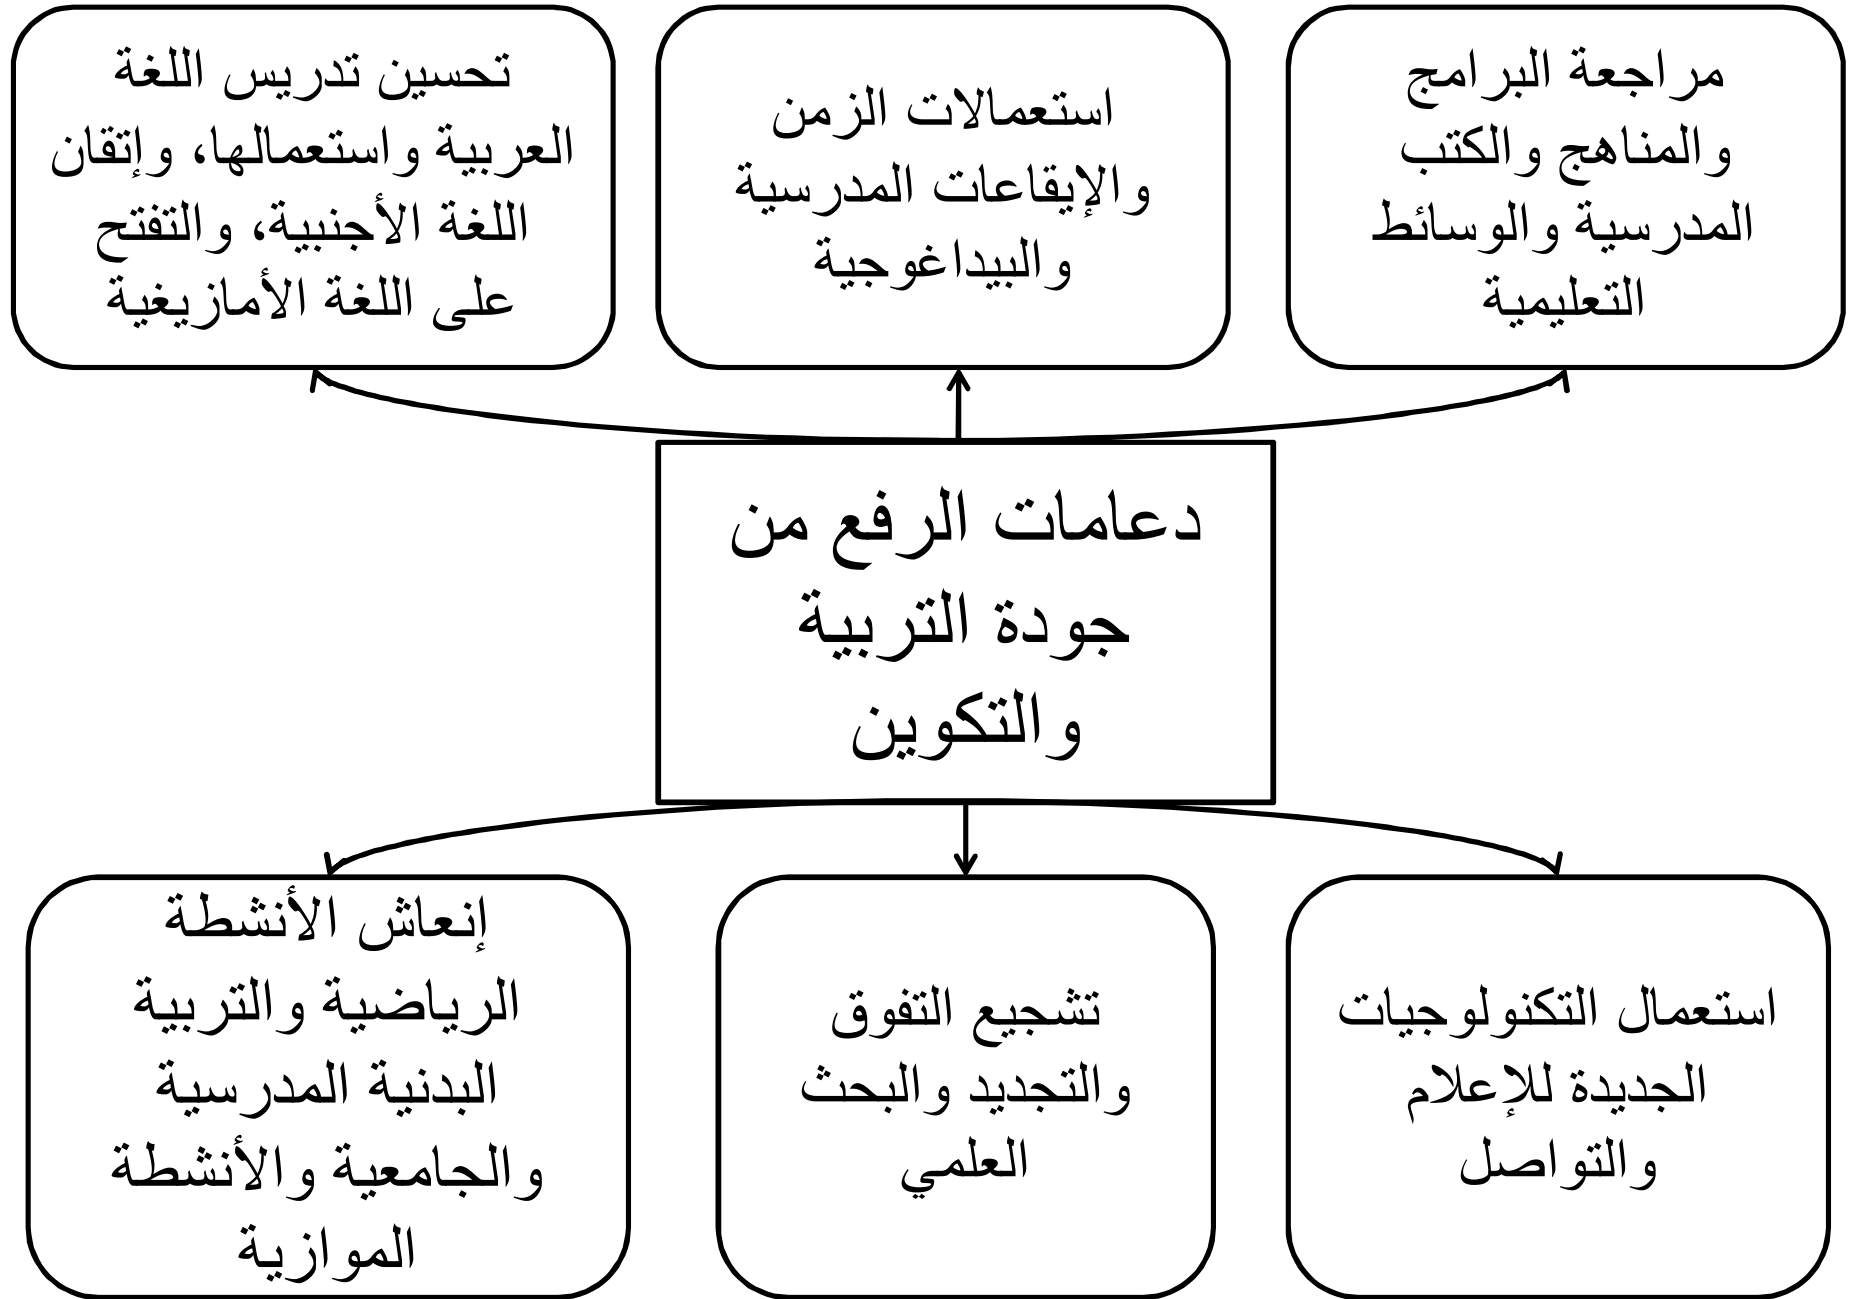 مراجعة البرامج
والمناهج والكتب
المدرسية والوسائط
التعليمية
استعمالات الزمن
والإيقاعات المدرسية
والبيداغوجية
تحسين تدريس اللغة
العربية واستعمالها، وإتقان
اللغة الأجنبية، والتفتح
على اللغة الأمازيغية
دعامات الرفع من
جودة التربية
والتكوين
استعمال التكنولوجيات
الجديدة للإعلام
والتواصل
تشجيع التفوق
والتجديد والبحث
العلمي
إنعاش الأنشطة
الرياضية والتربية
البدنية المدرسية
والجامعية والأنشطة
الموازية